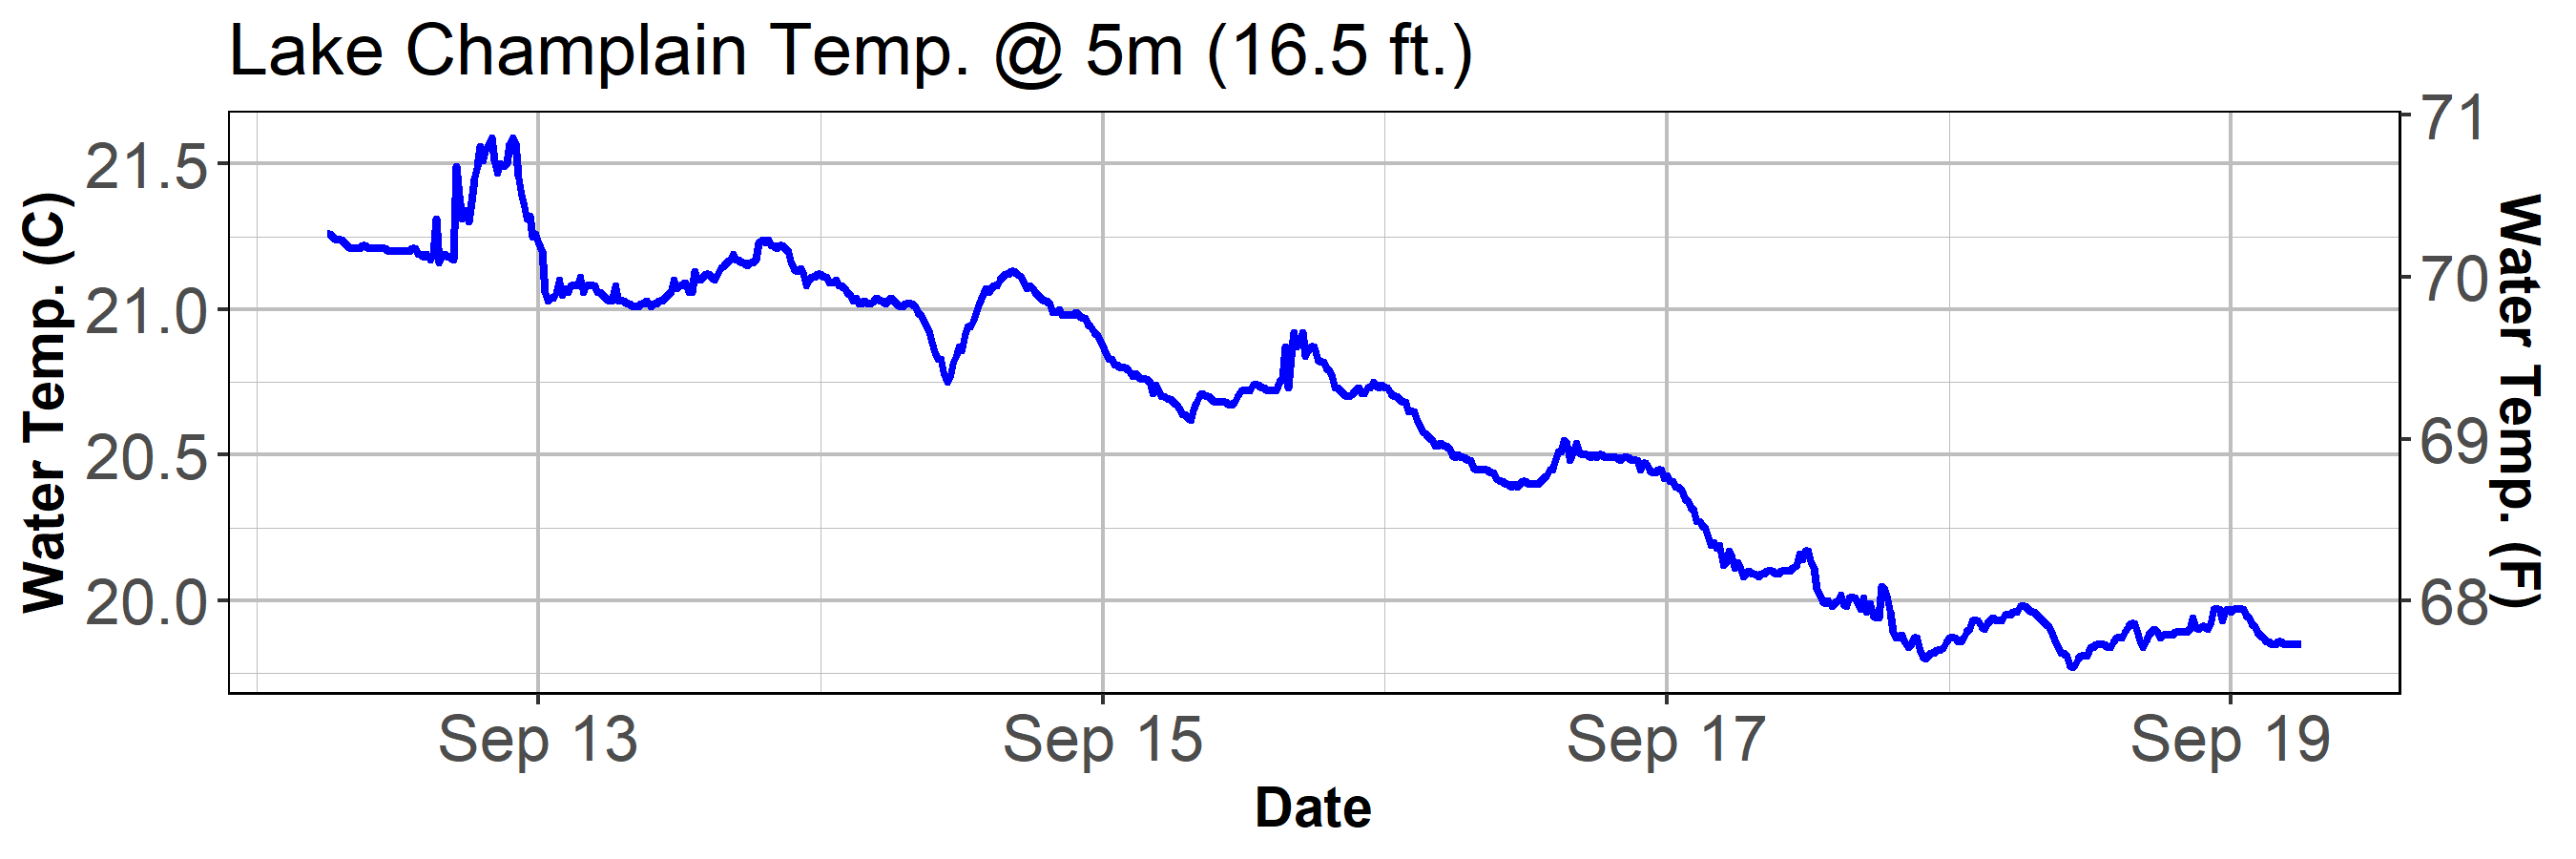 Lake Champlain Temp. @ 5m (16.5 ft.)
Water Temp. (C)
21.5
21.0
20.5
20.0
71
70
69
68
Water Temp. (F)
Sep 13 Sep 15 Sep 17 Sep 19
Date